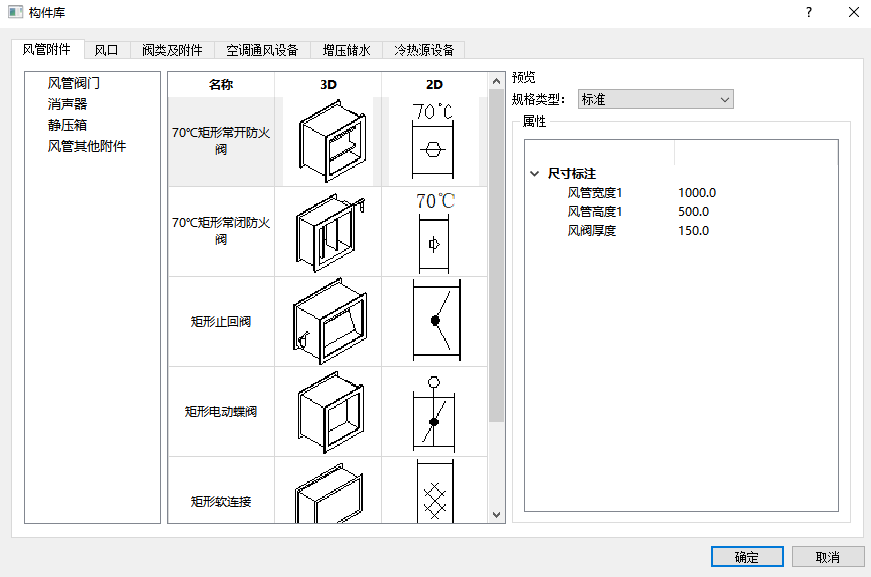 构件库
?
风管附件 风口 阀类及附件 空调通风设备 增压储水 冷热源设备
风管阀门
消声器
静压箱
风管其他附件
名称 3D 2D
70℃矩形常开防火
阀
70℃
70℃矩形常闭防火
阀
70℃
矩形止回阀
矩形电动蝶阀
矩形软连接
预览
规格类型： 标准
属性
尺寸标注
风管宽度1 1000.0
风管高度1 500.0
风阀厚度 150.0
确定 取消